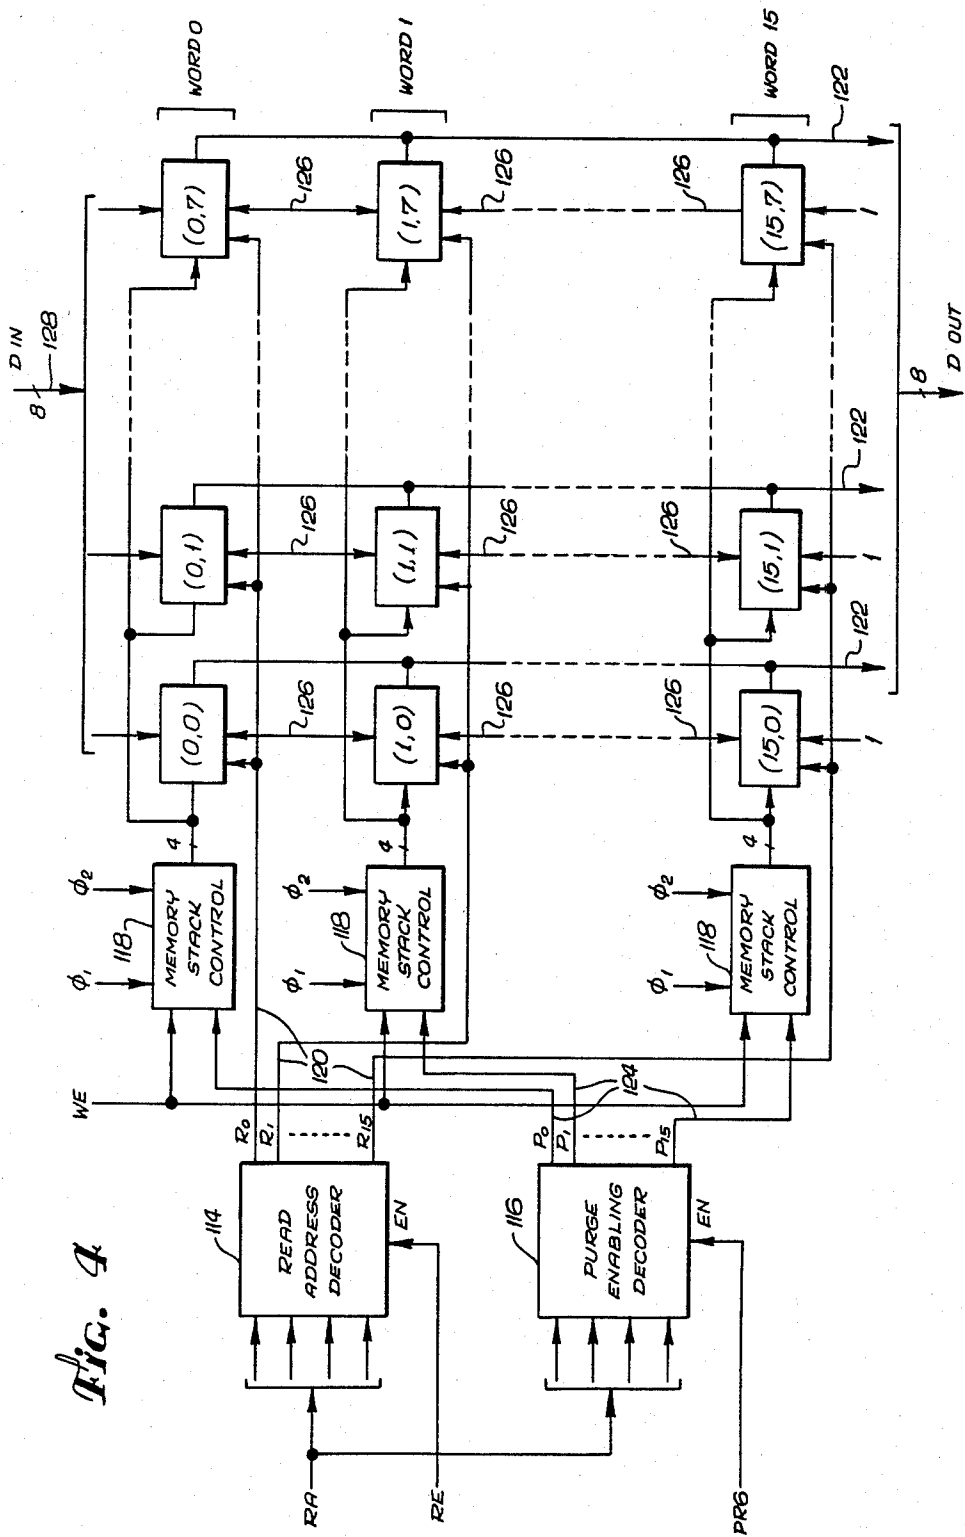 Fig. 4
D IN
8
128
WORD 0
WORD 1
WORD 15
RA
RE
PRG
WE
114
READ
ADDRESS
DECODER
EN
R0
R1
R15
120
116
PURGE
ENABLING
DECODER
EN
P0
P1
P15
124
ϕ1
ϕ2
118
MEMORY
STACK
CONTROL
4
(0,0)
(0,1)
(0,7)
126
126
126
ϕ1
ϕ2
118
MEMORY
STACK
CONTROL
4
(1,0)
(1,1)
(1,7)
126
126
126
126
126
126
ϕ1
ϕ2
118
MEMORY
STACK
CONTROL
4
(15,0)
(15,1)
(15,7)
1
1
1
122
122
122
8
D OUT